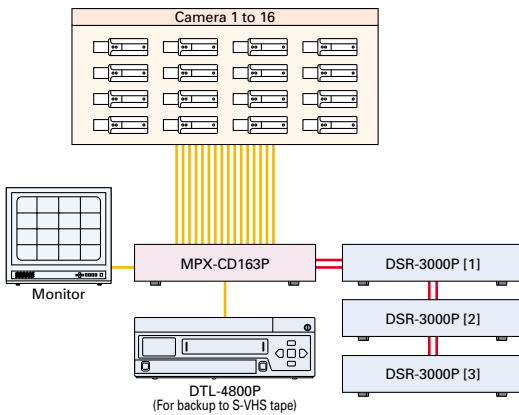 Camera 1 to 16
MPX-CD163P
DSR-3000P [1]
Monitor
DSR-3000P [2]
DSR-3000P [3]
DTL-4800P
(For backup to S-VHS tape)